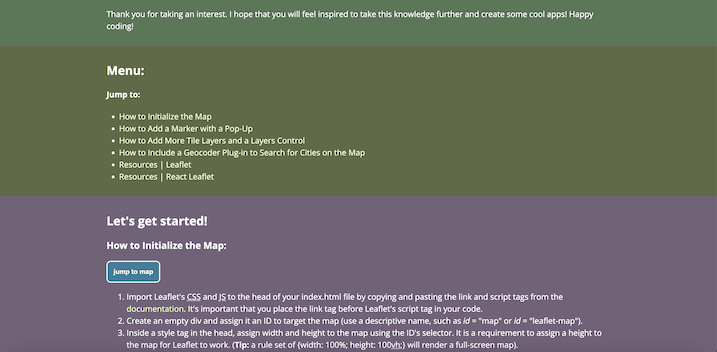 Thank you for taking an interest. I hope that you will feel inspired to take this knowledge further and create some cool apps! Happy
coding!
Menu:
Jump to:
• How to Initialize the Map
• How to Add a Marker with a Pop-Up
• How to Add More Tile Layers and a Layers Control
• How to Include a Geocoder Plug-in to Search for Cities on the Map
• Resources | Leaflet
• Resources | React Leaflet
Let's get started!
How to Initialize the Map:
jump to map
1. Import Leaflet's CSS and JS to the head of your index.html file by copying and pasting the link and script tags from the
documentation. It's important that you place the link tag before Leaflet's script tag in your code.
2. Create an empty div and assign it an ID to target the map (use a descriptive name, such as id = "map" or id = "leaflet-map").
3. Inside a style tag in the head, assign width and height to the map using the ID's selector. It is a requirement to assign a height to
the map for Leaflet to work. (Tip: a rule set of {width: 100%; height: 100vh;} will render a full-screen map).